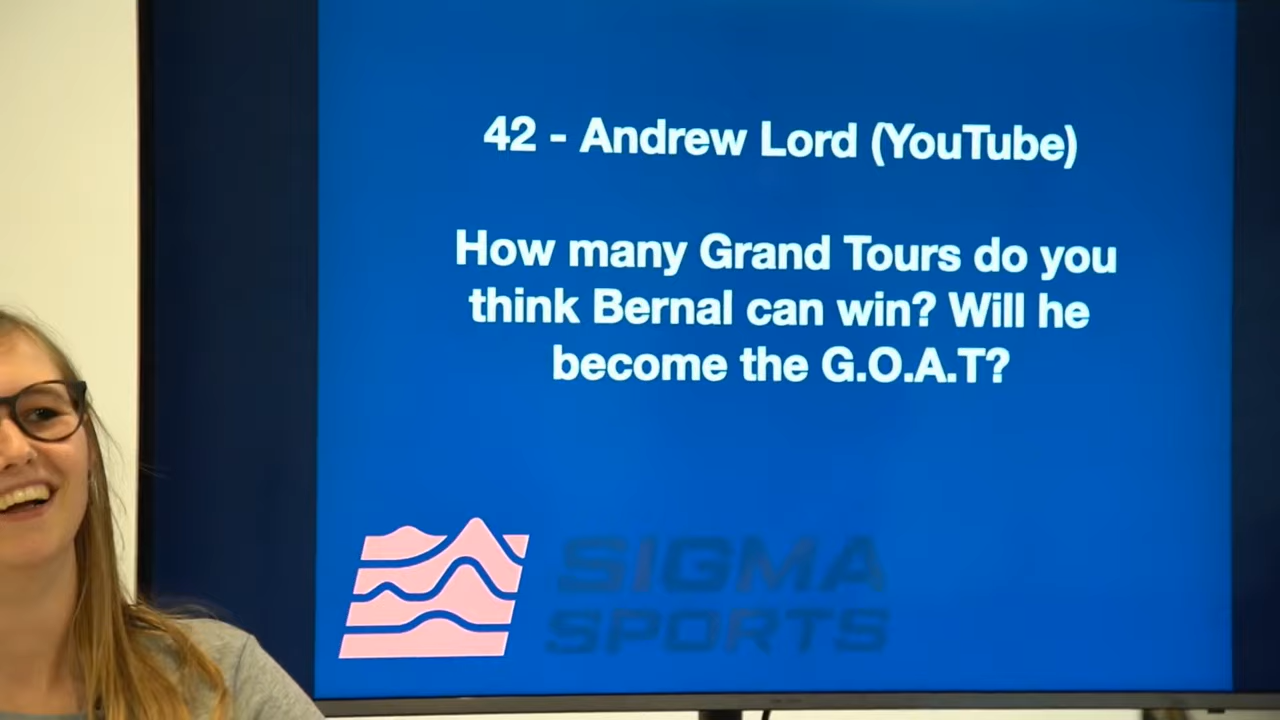 42 - Andrew Lord (YouTube)
How many Grand Tours do you
think Bernal can win? Will he
become the G.O.A.T?
SIGMA
SPORTS